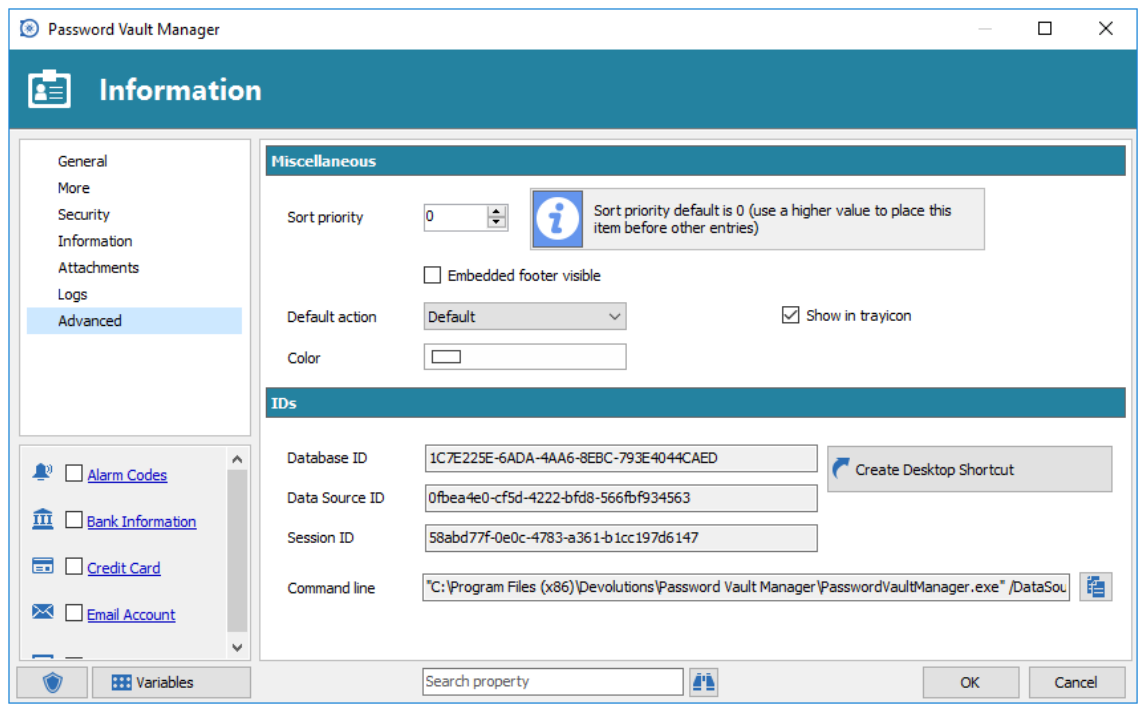 Password Vault Manager
Information
General
More
Security
Information
Attachments
Logs
Advanced
Alarm Codes
Bank Information
Credit Card
Email Account
Variables
Miscellaneous
Sort priority
0
Sort priority default is 0 (use a higher value to place this
item before other entries)
Embedded footer visible
Default action
Default
Show in trayicon
Color
IDs
Database ID
1C7E225E-6ADA-4AA6-8EBC-793E4044CAED
Create Desktop Shortcut
Data Source ID
0fbea4e0-cf5d-4222-bfd8-566fbf934563
Session ID
58abd77f-0e0c-4783-a361-b1cc197d6147
Command line
"C:\Program Files (x86)\Devolutions\Password Vault Manager\PasswordVaultManager.exe" /DataSou
Search property
OK
Cancel